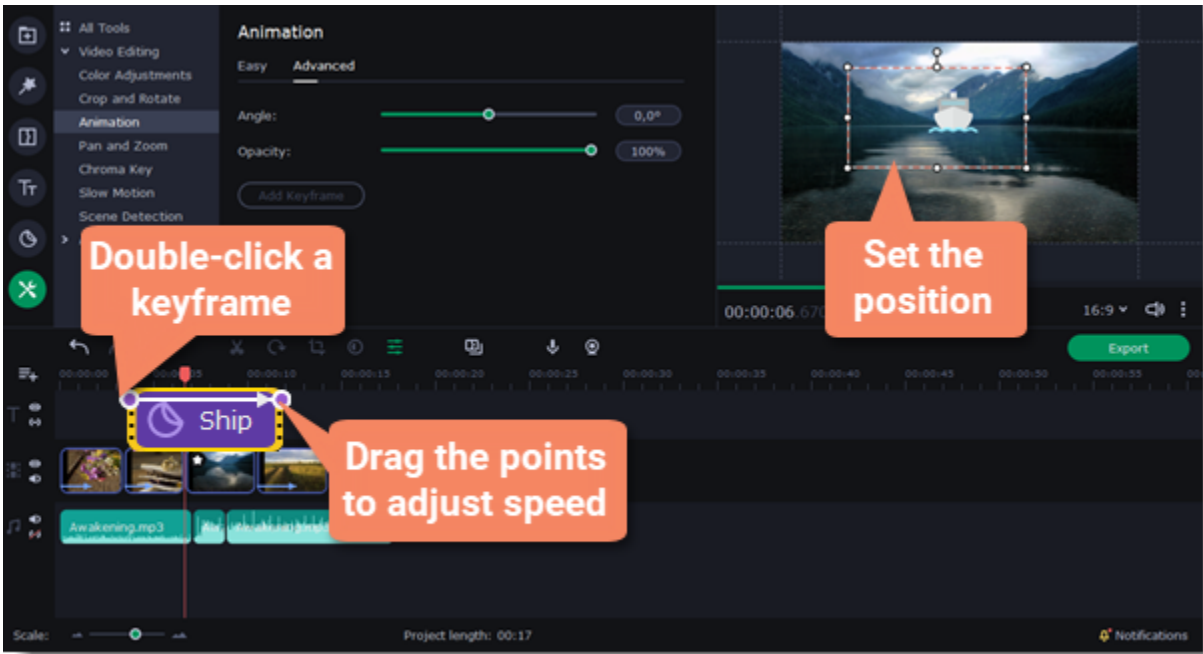 All Tools
Video Editing
Color Adjustments
Crop and Rotate
Animation
Pan and Zoom
Chroma Key
Slow Motion
Scene Detection
Animation
Easy Advanced
Angle:
0,0°
Opacity:
100%
Add Keyframe
Double-click a
keyframe
Set the
position
00:00:06.670
16:9
Export
00:00:00
00:00:10
00:00:15
00:00:20
00:00:25
00:00:30
00:00:35
00:00:40
00:00:45
00:00:50
00:00:55
Ship
Drag the points
to adjust speed
Awakening.mp3
Scale:
Project length: 00:17
Notifications